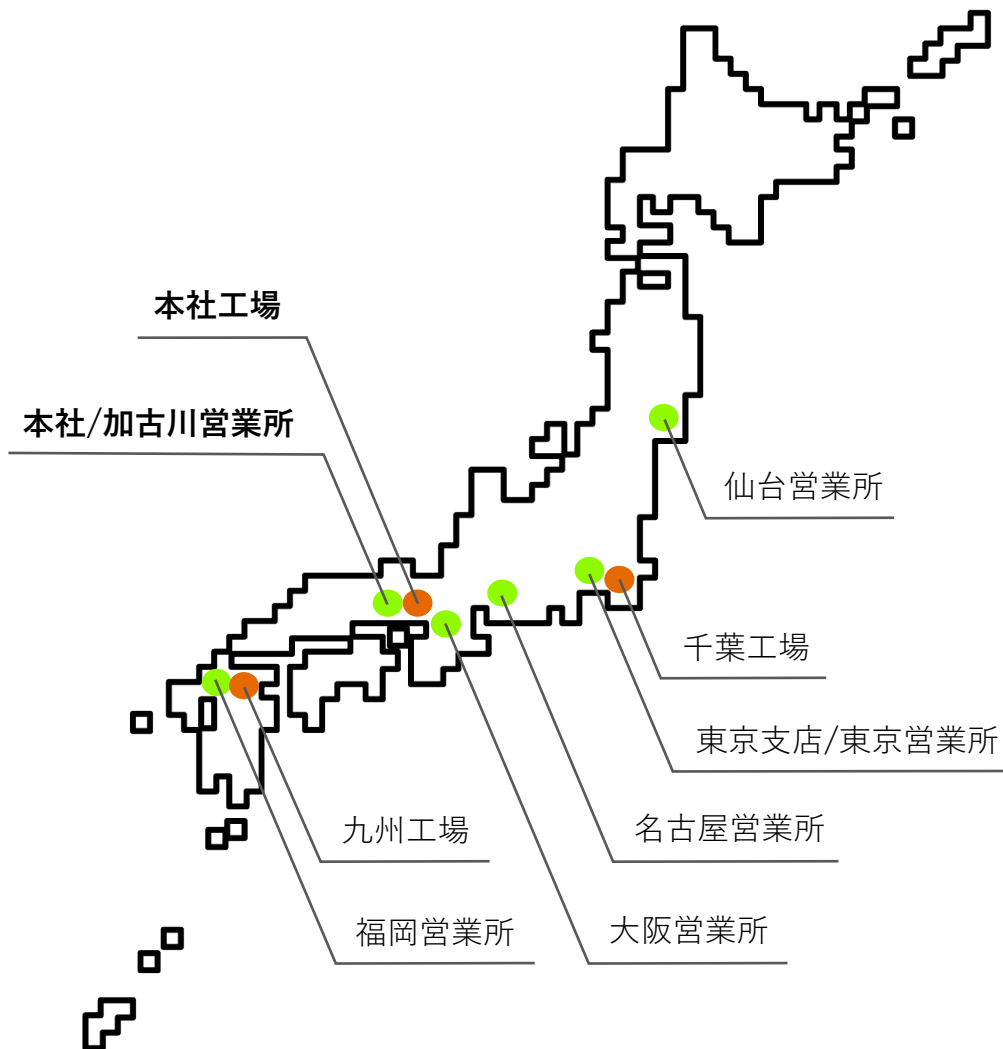 本社工場
本社/加古川営業所
仙台営業所
千葉工場
東京支店/東京営業所
九州工場
名古屋営業所
福岡営業所
大阪営業所